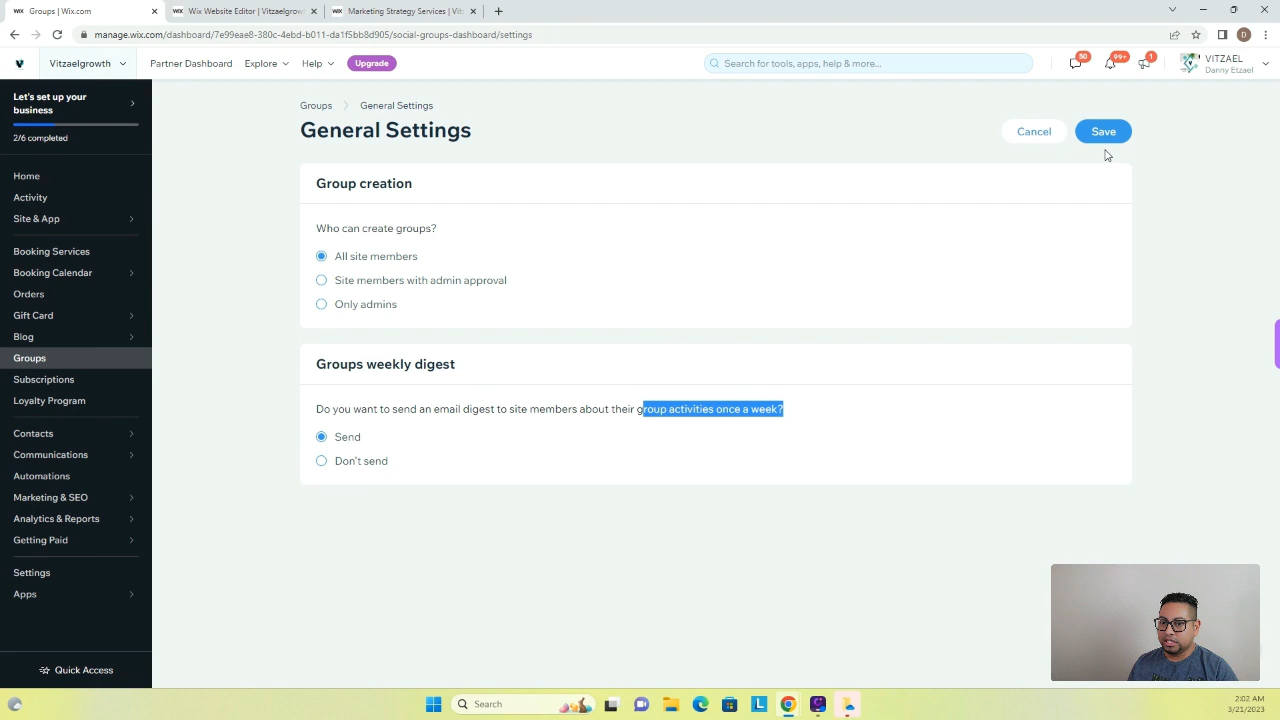 Groups | Wix.com
Wix Website Editor | Vitzaelgrow
Marketing Strategy Services | Vit
manage.wix.com/dashboard/7e99eae8-380c-4ebd-b011-da1f5bb8d905/social-groups-dashboard/settings
D
Vitzaelgrowth
Partner Dashboard
Explore
Help
Upgrade
Search for tools, apps, help & more...
50
99+
1
VITZAEL
Danny Etzael
Let's set up your
business
2/6 completed
Home
Activity
Site & App
Booking Services
Booking Calendar
Orders
Gift Card
Blog
Groups
Subscriptions
Loyalty Program
Contacts
Communications
Automations
Marketing & SEO
Analytics & Reports
Getting Paid
Settings
Apps
Quick Access
Groups
General Settings
General Settings
Cancel
Save
Group creation
Who can create groups?
All site members
Site members with admin approval
Only admins
Groups weekly digest
Do you want to send an email digest to site members about their group activities once a week?
Send
Don't send
Search
L
2:02 AM
3/21/2023